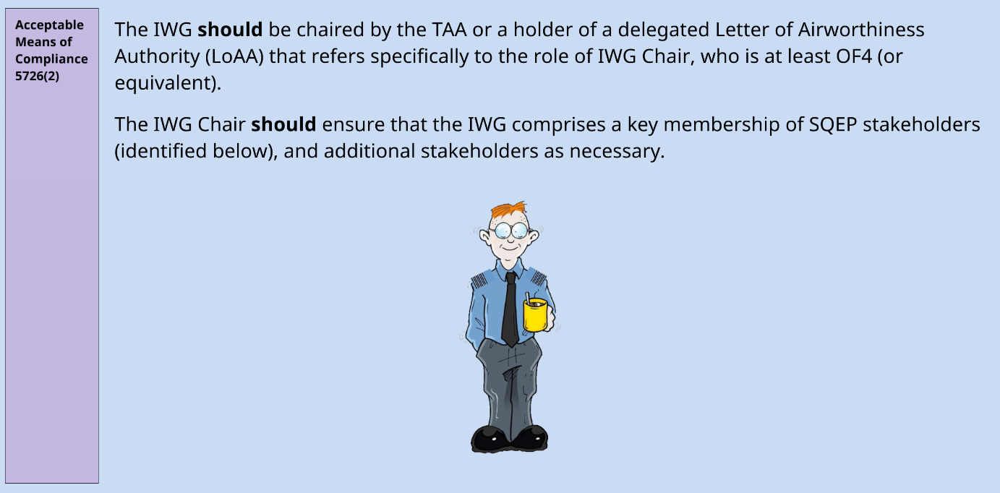 Acceptable
Means of
Compliance
5726(2)
The IWG should be chaired by the TAA or a holder of a delegated Letter of Airworthiness
Authority (LoAA) that refers specifically to the role of IWG Chair, who is at least OF4 (or
equivalent).
The IWG Chair should ensure that the IWG comprises a key membership of SQEP stakeholders
(identified below), and additional stakeholders as necessary.